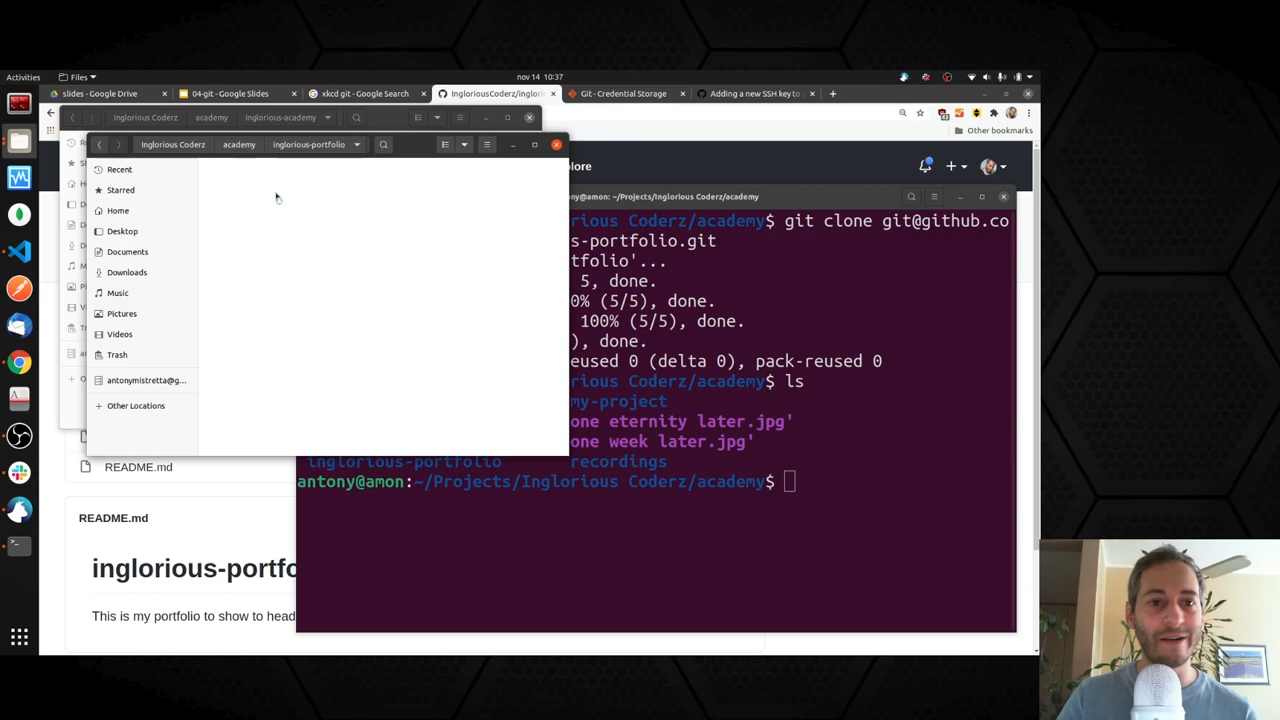 Activities
Files
nov 14 10:37
slides - Google Drive
04-git - Google Slides
xkcd git - Google Search
IngloriousCoderz/inglori
Git - Credential Storage
Adding a new SSH key to y
Inglorious Coderz
academy
inglorious-academy
Other bookmarks
Inglorious Coderz
academy
inglorious-portfolio
plore
Recent
Starred
Home
Desktop
Documents
Downloads
Music
Pictures
Videos
Trash
antonymistretta@g...
Other Locations
ny@amon: ~/Projects/Inglorious Coderz/academy
ious Coderz/academy$ git clone git@github.co
s-portfolio.git
tfolio'...
5, done.
0% (5/5), done.
100% (5/5), done.
), done.
eused 0 (delta 0), pack-reused 0
ious Coderz/academy$ ls
my-project
one eternity later.jpg'
one week later.jpg'
inglorious-portfolio recordings
antony@amon:~/Projects/Inglorious Coderz/academy$
README.md
README.md
inglorious-portfo
This is my portfolio to show to head